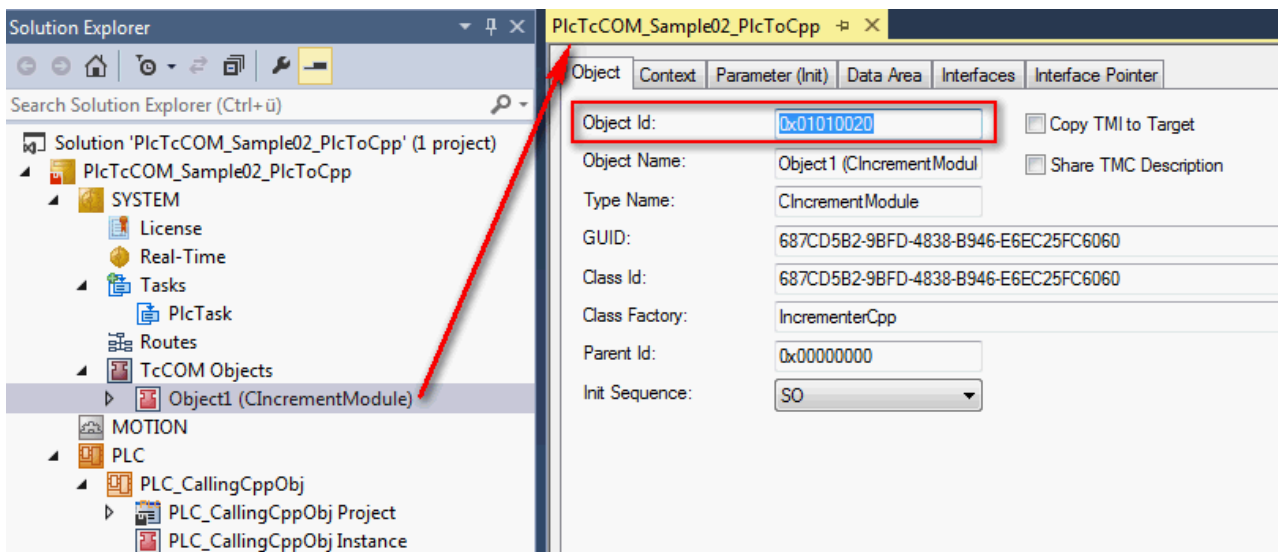 Solution Explorer
Search Solution Explorer (Ctrl+ü)
Solution 'PlcTcCOM_Sample02_PlcToCpp' (1 project)
PlcTcCOM_Sample02_PlcToCpp
SYSTEM
License
Real-Time
Tasks
PlcTask
Routes
TcCOM Objects
Object1 (CIncrementModule)
MOTION
PLC
PLC_CallingCppObj
PLC_CallingCppObj Project
PLC_CallingCppObj Instance
PlcTcCOM_Sample02_PlcToCpp
Object Context Parameter (Init) Data Area Interfaces Interface Pointer
Object Id: 0x01010020 Copy TMI to Target
Object Name: Object1 (CIncrementModul Share TMC Description
Type Name: CIncrementModule
GUID: 687CD5B2-9BFD-4838-B946-E6EC25FC6060
Class Id: 687CD5B2-9BFD-4838-B946-E6EC25FC6060
Class Factory: IncrementerCpp
Parent Id: 0x00000000
Init Sequence: SO